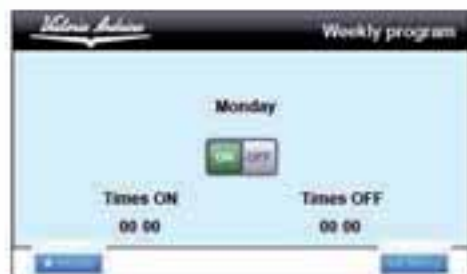 Victoria Arduino
Weekly program
Monday
ON OFF
Times ON
Times OFF
00 00
00 00